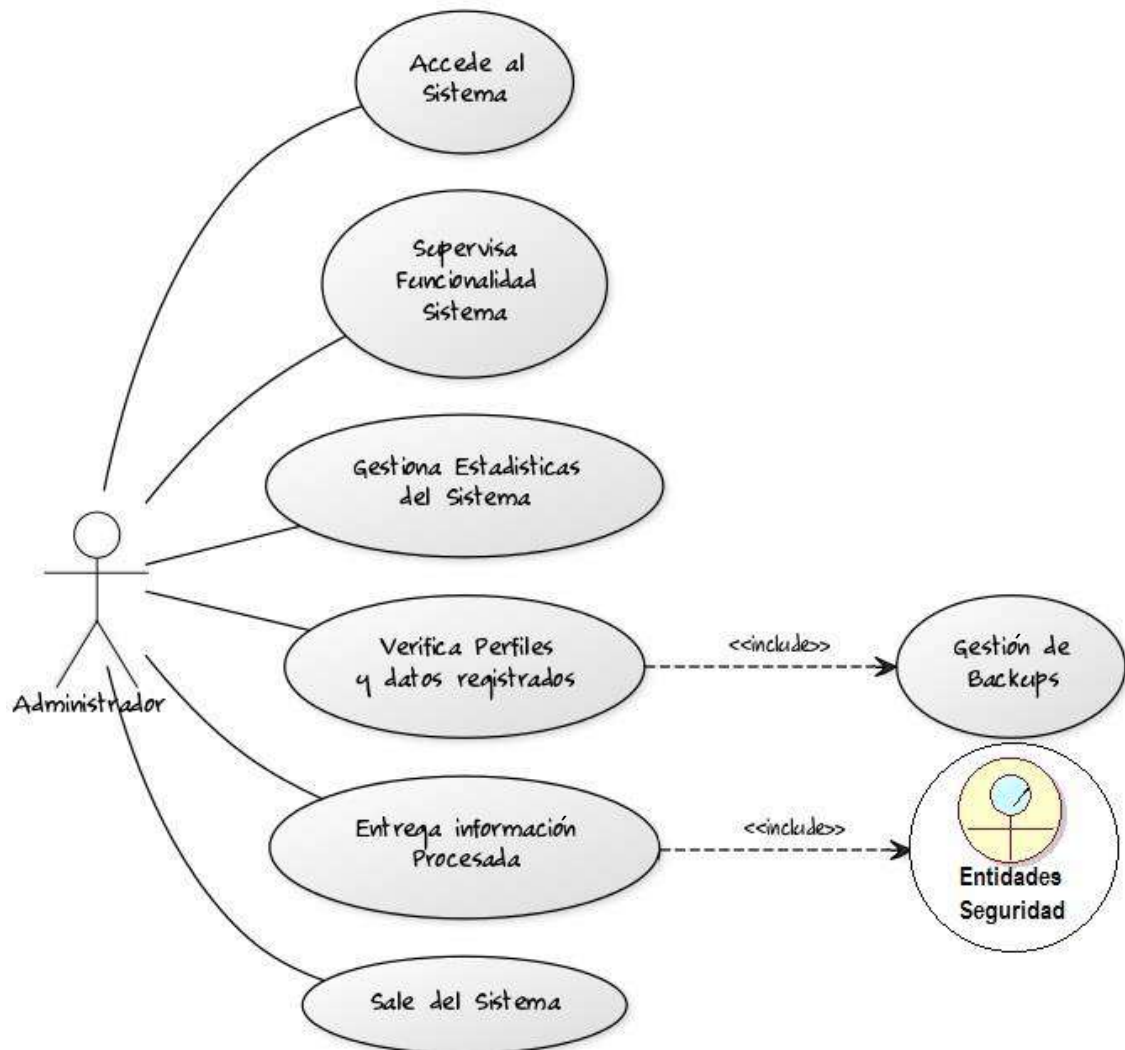 Accede al
Sistema
Supervisa
Funcionalidad
Sistema
Gestiona Estadisticas
del Sistema
Administrador
Verifica Perfiles
y datos registrados
<<include>>
Gestión de
Backups
Entrega información
Procesada
<<include>>
Entidades
Seguridad
Sale del Sistema